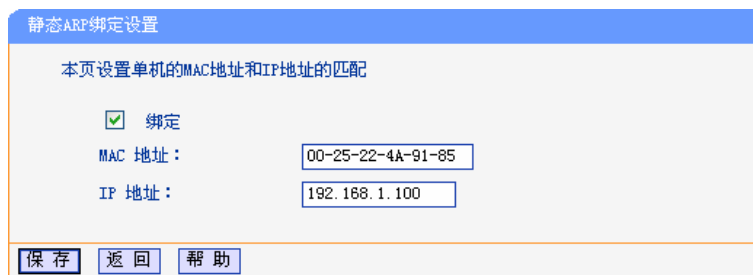 静态ARP绑定设置
本页设置单机的MAC地址和IP地址的匹配
绑定
MAC 地址： 00-25-22-4A-91-85
IP 地址： 192.168.1.100
保 存 返 回 帮 助